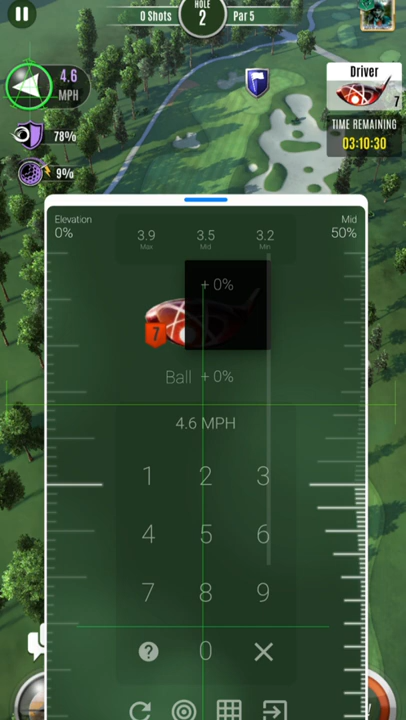 HOLE
0 Shots 2 Par 5
4.6
MPH
Driver
7
TIME REMAINING
03:10:30
78%
9%
Elevation
0%
Mid
50%
3.9 3.5 3.2
Max Mid Min
+ 0%
7
Ball + 0%
4.6 MPH
1 2 3
4 5 6
7 8 9
? 0